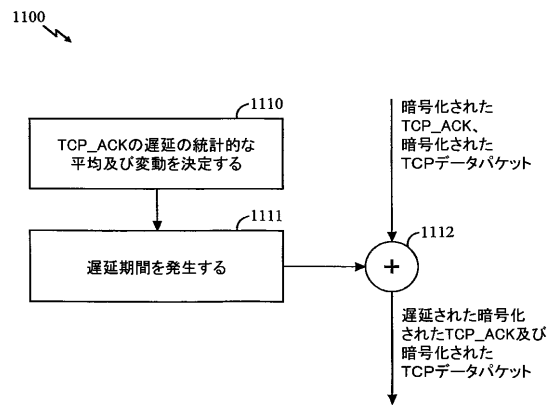 1100
1110
TCP_ACKの遅延の統計的な
平均及び変動を決定する
1111
遅延期間を発生する
暗号化された
TCP_ACK、
暗号化された
TCPデータパケット
1112
+
遅延された暗号化
されたTCP_ACK及び
暗号化された
TCPデータパケット